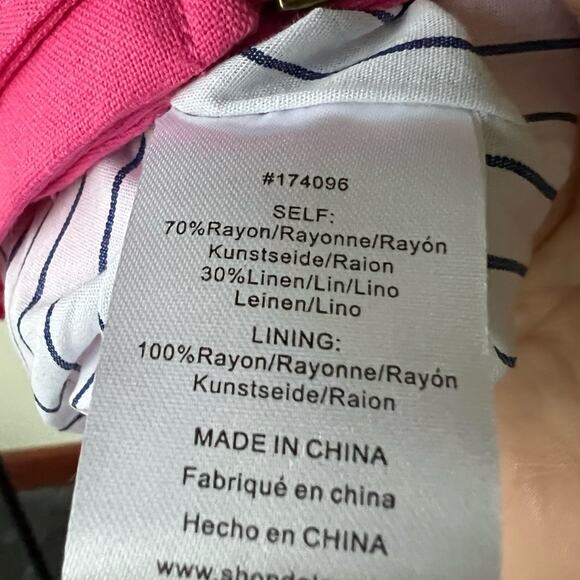 #174096
SELF:
70%Rayon/Rayonne/Rayón
Kunstseide/Raion
30%Linen/Lin/Lino
Leinen/Lino
LINING:
100%Rayon/Rayonne/Rayón
Kunstseide/Raion
MADE IN CHINA
Fabriqué en china
Hecho en CHINA